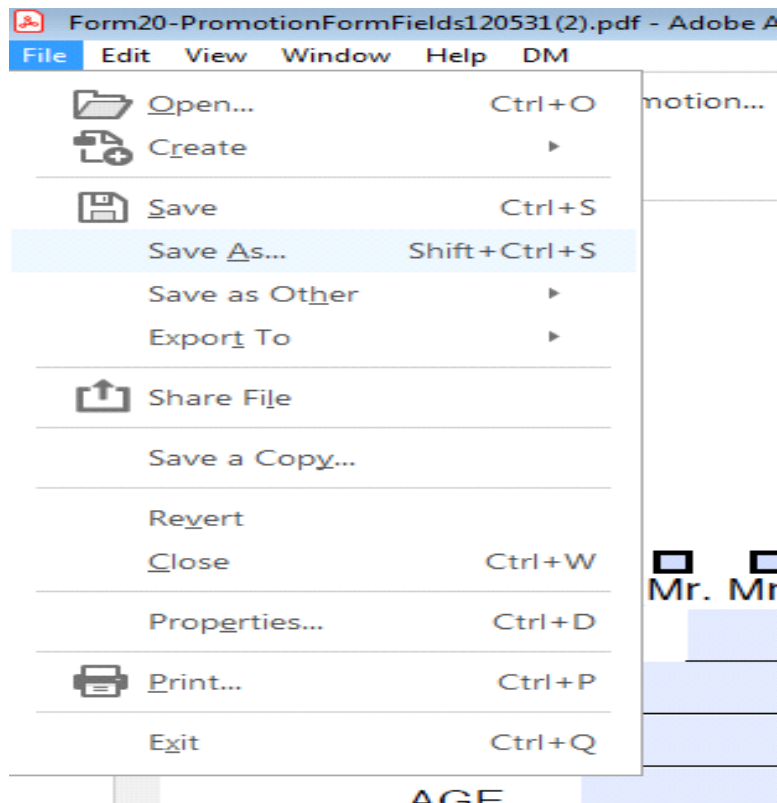 Form20-PromotionFormFields120531(2).pdf - Adobe A
File Edit View Window Help DM
Open... Ctrl+O
motion...
Create
Save Ctrl+S
Save As... Shift+Ctrl+S
Save as Other
Export To
Share File
Save a Copy...
Revert
Close Ctrl+W
Mr. Mr
Properties... Ctrl+D
Print... Ctrl+P
Exit Ctrl+Q
AGE